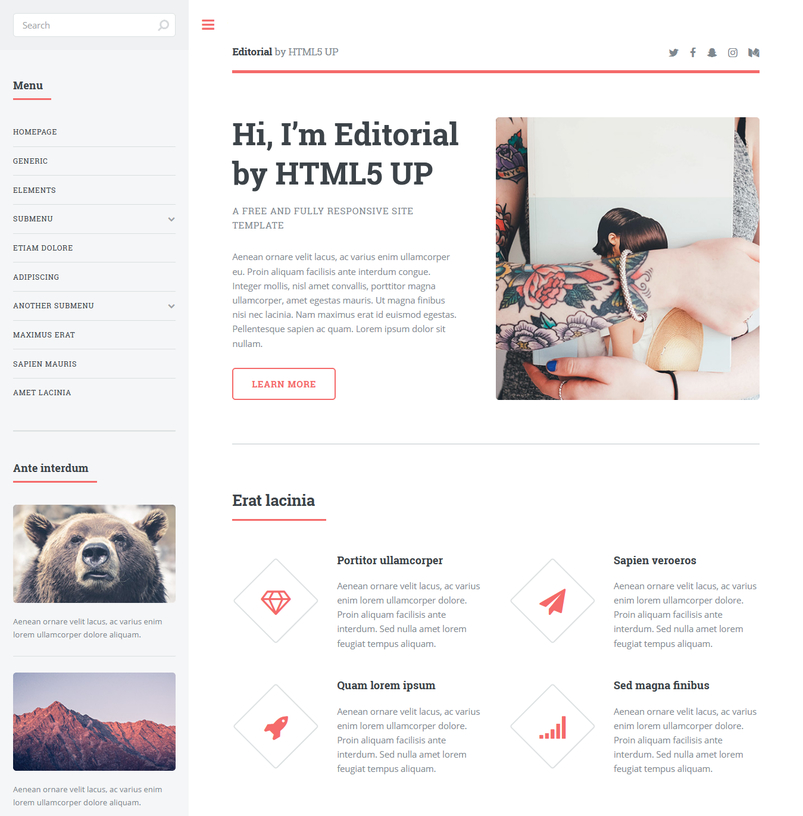 Search
Menu
HOMEPAGE
GENERIC
ELEMENTS
SUBMENU
ETIAM DOLORE
ADIPISCING
ANOTHER SUBMENU
MAXIMUS ERAT
SAPIEN MAURIS
AMET LACINIA
Ante interdum
Aenean ornare velit lacus, ac varius enim
lorem ullamcorper dolore aliquam.
Aenean ornare velit lacus, ac varius enim
lorem ullamcorper dolore aliquam.
Editorial by HTML5 UP
Hi, I’m Editorial
by HTML5 UP
A FREE AND FULLY RESPONSIVE SITE
TEMPLATE
Aenean ornare velit lacus, ac varius enim ullamcorper
eu. Proin aliquam facilisis ante interdum congue.
Integer mollis, nisl amet convallis, porttitor magna
ullamcorper, amet egestas mauris. Ut magna finibus
nisi nec lacinia. Nam maximus erat id euismod egestas.
Pellentesque sapien ac quam. Lorem ipsum dolor sit
nullam.
LEARN MORE
Erat lacinia
Portitor ullamcorper
Aenean ornare velit lacus, ac varius
enim lorem ullamcorper dolore.
Proin aliquam facilisis ante
interdum. Sed nulla amet lorem
feugiat tempus aliquam.
Sapien veroeros
Aenean ornare velit lacus, ac varius
enim lorem ullamcorper dolore.
Proin aliquam facilisis ante
interdum. Sed nulla amet lorem
feugiat tempus aliquam.
Quam lorem ipsum
Aenean ornare velit lacus, ac varius
enim lorem ullamcorper dolore.
Proin aliquam facilisis ante
interdum. Sed nulla amet lorem
feugiat tempus aliquam.
Sed magna finibus
Aenean ornare velit lacus, ac varius
enim lorem ullamcorper dolore.
Proin aliquam facilisis ante
interdum. Sed nulla amet lorem
feugiat tempus aliquam.